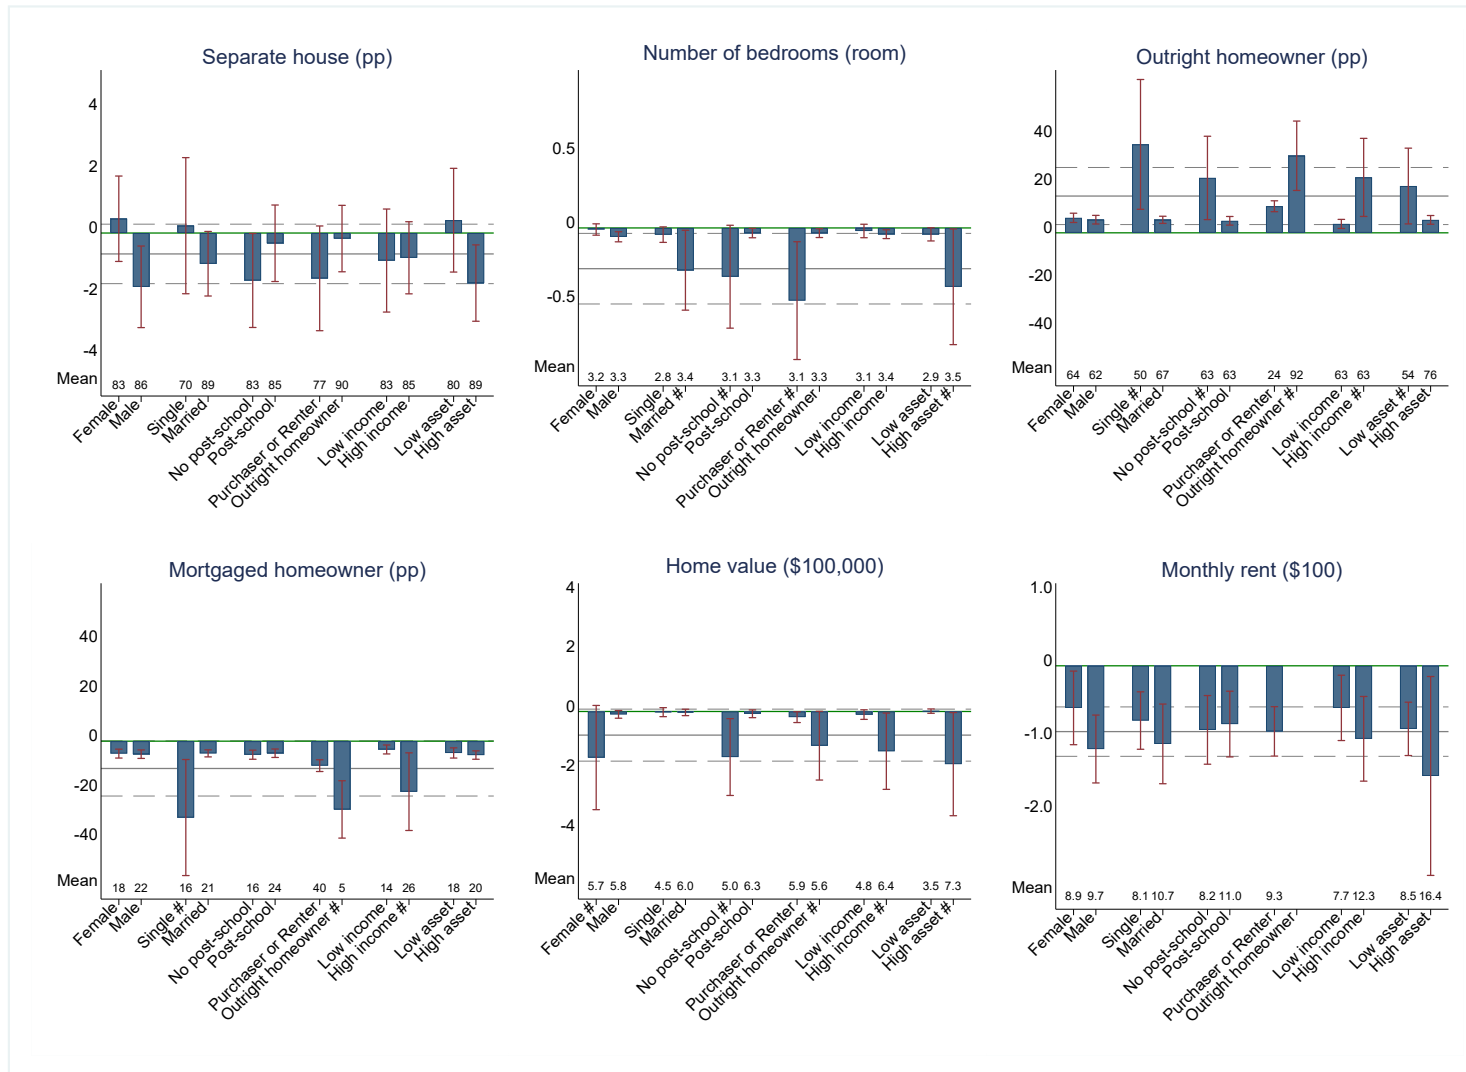 Separate house (pp)
4
2
0
-2
-4
Mean
83 86 70 89 83 85 77 90 83 85 80 89
Female
Male
Single
Married
No post-school
Post-school
Purchaser or Renter
Outright homeowner
Low income
High income
Low asset
High asset
Number of bedrooms (room)
0.5
0
-0.5
Mean
3.2 3.3 2.8 3.4 3.1 3.3 3.1 3.3 3.1 3.4 2.9 3.5
Female
Male
Single
Married #
No post-school #
Post-school
Purchaser or Renter #
Outright homeowner
Low income
High income
Low asset
High asset #
Outright homeowner (pp)
40
20
0
-20
-40
Mean
64 62 50 67 63 63 24 92 63 63 54 76
Female
Male
Single #
Married
No post-school #
Post-school
Purchaser or Renter
Outright homeowner #
Low income
High income #
Low asset #
High asset
Mortgaged homeowner (pp)
40
20
0
-20
-40
Mean
18 22 16 21 16 24 40 5 14 26 18 20
Female
Male
Single #
Married
No post-school
Post-school
Purchaser or Renter
Outright homeowner #
Low income
High income #
Low asset
High asset
Home value ($100,000)
4
2
0
-2
-4
Mean
5.7 5.8 4.5 6.0 5.0 6.3 5.9 5.6 4.8 6.4 3.5 7.3
Female #
Male
Single
Married
No post-school #
Post-school
Purchaser or Renter
Outright homeowner #
Low income
High income #
Low asset
High asset #
Monthly rent ($100)
1.0
0
-1.0
-2.0
Mean
8.9 9.7 8.1 10.7 8.2 11.0 9.3 7.7 12.3 8.5 16.4
Female
Male
Single
Married
No post-school
Post-school
Purchaser or Renter
Outright homeowner
Low income
High income
Low asset
High asset